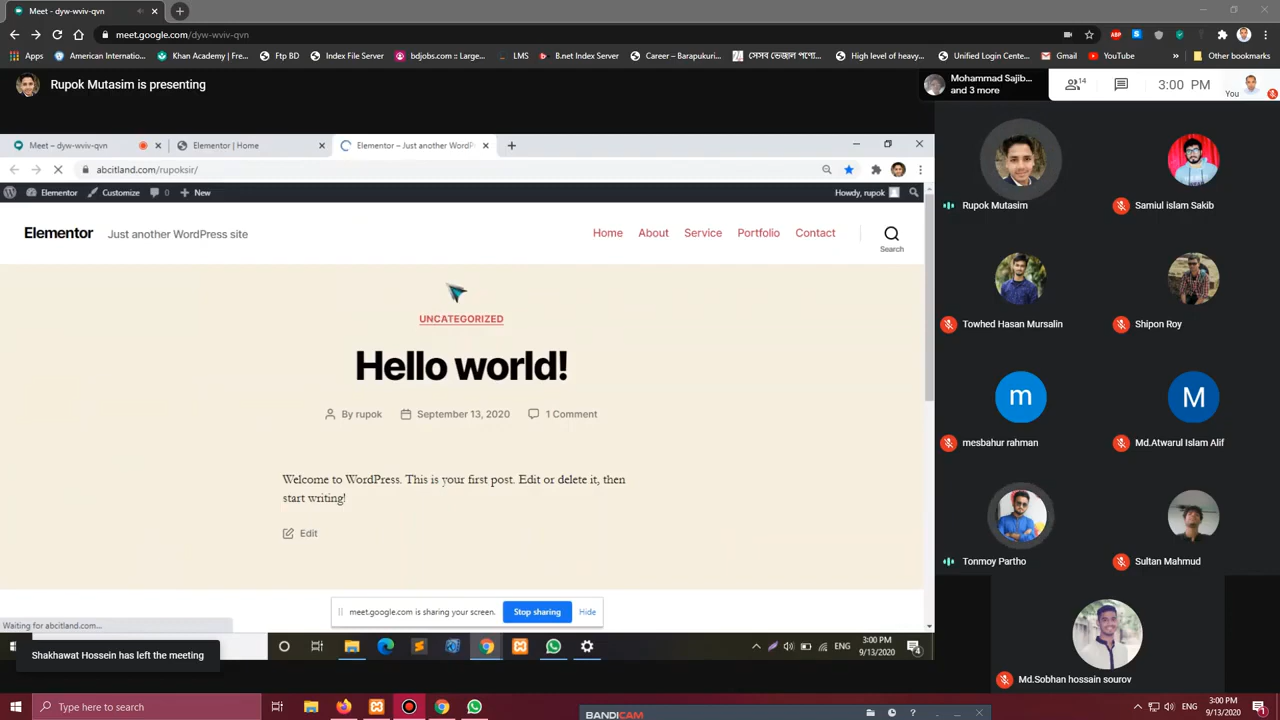 Meet - dyw-wviv-qvn
meet.google.com/dyw-wviv-qvn
Apps
American Internatio...
Khan Academy | Fre...
Ftp BD
Index File Server
bdjobs.com :: Large...
LMS
B.net Index Server
Career – Barapukuri...
সেসব ভেজাল পণ্যে...
High level of heavy...
Unified Login Cente...
Gmail
YouTube
»
Other bookmarks
Rupok Mutasim is presenting
Mohammad Sajib...
and 3 more
14
3:00 PM
You
Meet – dyw-wviv-qvn
Elementor | Home
Elementor – Just another WordP
abcitland.com/rupoksir/
Elementor
Customize
0
New
Howdy, rupok
Elementor
Just another WordPress site
Home
About
Service
Portfolio
Contact
Search
UNCATEGORIZED
Hello world!
By rupok
September 13, 2020
1 Comment
Welcome to WordPress. This is your first post. Edit or delete it, then
start writing!
Edit
meet.google.com is sharing your screen.
Stop sharing
Hide
Waiting for abcitland.com...
ENG
3:00 PM
9/13/2020
4
Shakhawat Hossein has left the meeting
Rupok Mutasim
Samiul islam Sakib
Towhed Hasan Mursalin
Shipon Roy
m
mesbahur rahman
M
Md.Atwarul Islam Alif
Tonmoy Partho
Sultan Mahmud
Md.Sobhan hossain sourov
Type here to search
BANDICAM
ENG
3:00 PM
9/13/2020